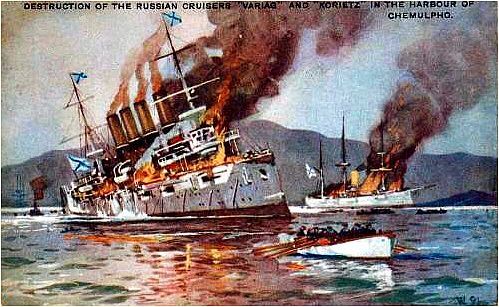 DESTRUCTION OF THE RUSSIAN CRUISERS "VARIAG" AND "KORIETZ" IN THE HARBOUR OF
CHEMULPHO.